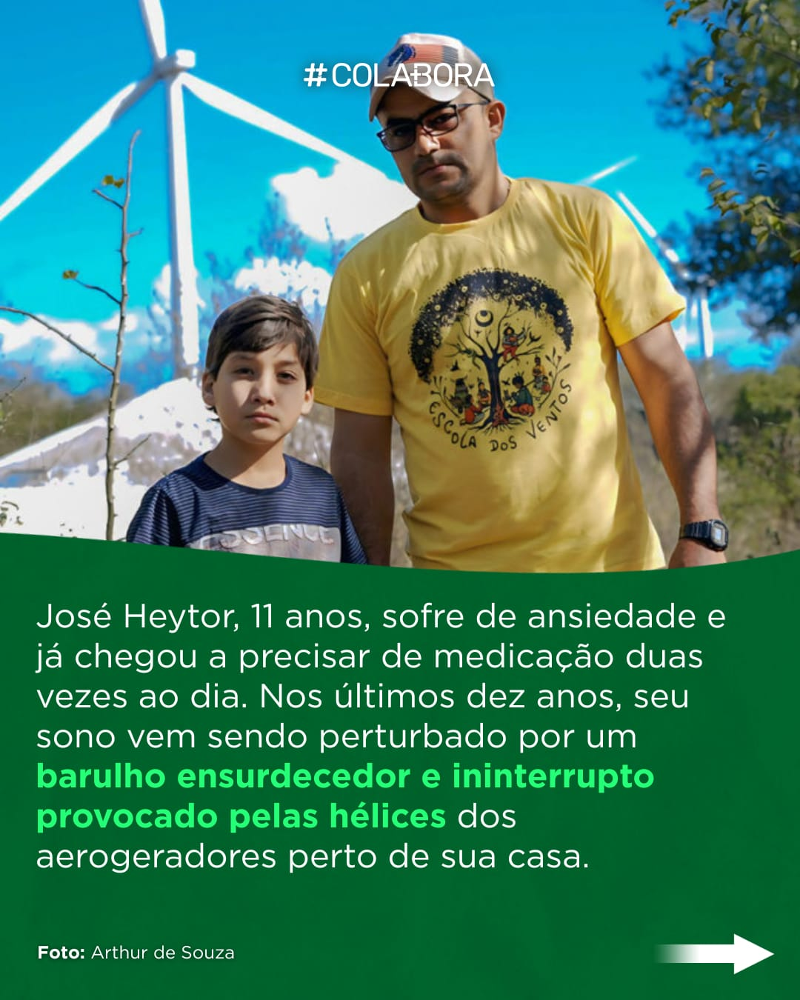 #COLABORA
ESCOLA DOS VENTOS
ESSENCE
José Heytor, 11 anos, sofre de ansiedade e
já chegou a precisar de medicação duas
vezes ao dia. Nos últimos dez anos, seu
sono vem sendo perturbado por um
barulho ensurdecedor e ininterrupto
provocado pelas hélices dos
aerogeradores perto de sua casa.
Foto: Arthur de Souza